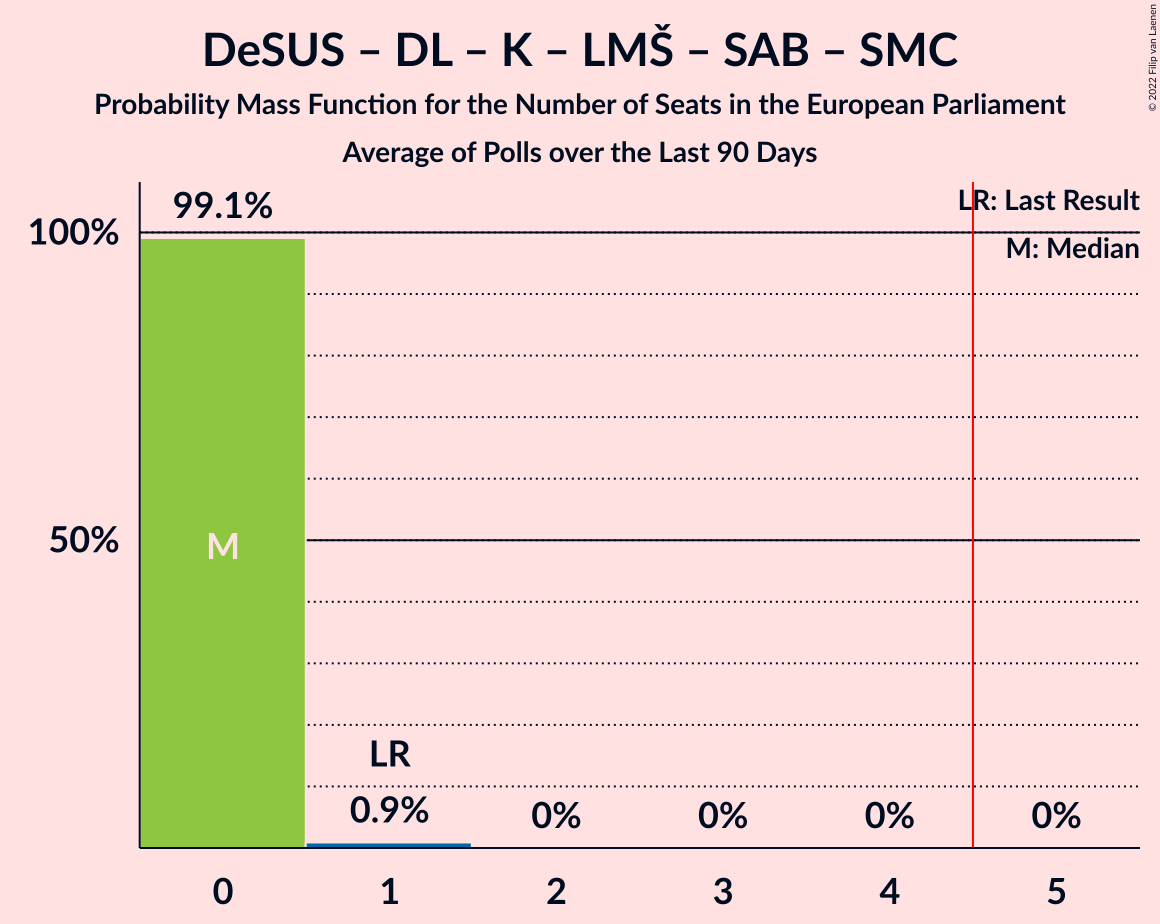 DeSUS – DL – K – LMŠ – SAB – SMC
Probability Mass Function for the Number of Seats in the European Parliament
Average of Polls over the Last 90 Days
© 2022 Filip van Laenen
LR: Last Result
M: Median
99.1%
100%
50%
M
LR
0.9%
0%
0%
0%
0%
0 1 2 3 4 5